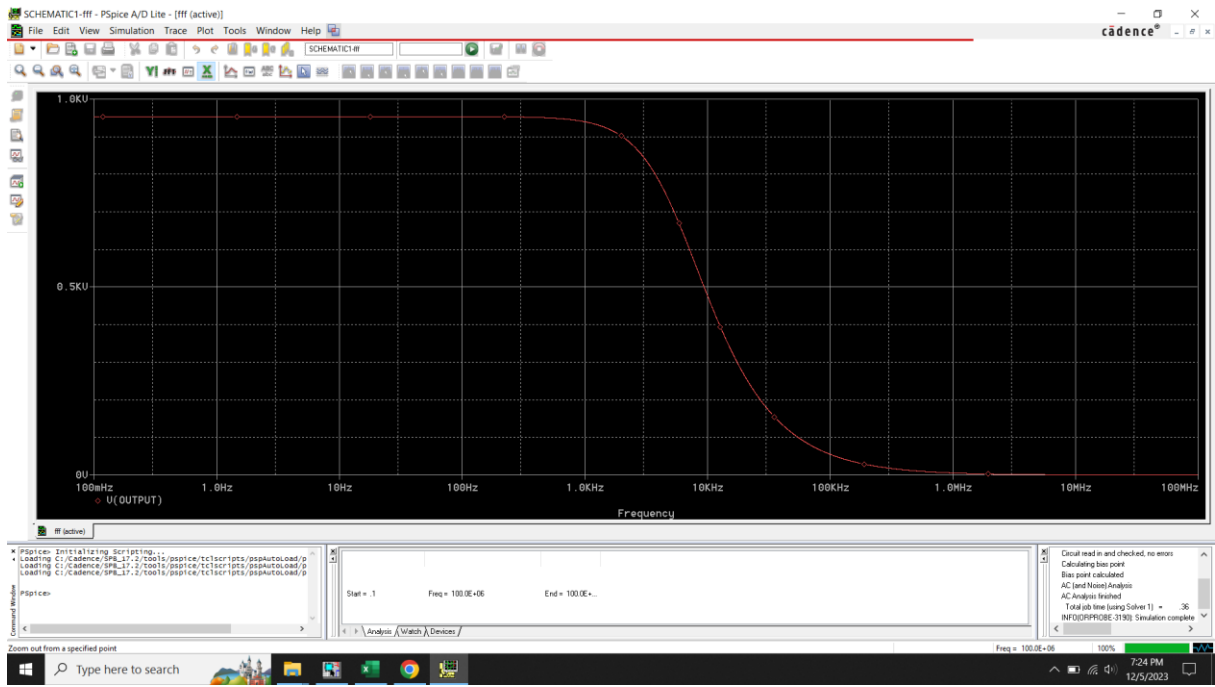 SCHEMATIC1-fff - PSpice A/D Lite - [fff (active)]
File Edit View Simulation Trace Plot Tools Window Help
cādence®
SCHEMATIC1-fff
1.0KV
0.5KV
0V
100mHz 1.0Hz 10Hz 100Hz 1.0KHz 10KHz 100KHz 1.0MHz 10MHz 100MHz
V(OUTPUT)
Frequency
fff (active)
Command Window
PSpice> Initializing Scripting...
Loading C:/Cadence/SPB_17.2/tools/pspice/tclscripts/pspAutoLoad/p
Loading C:/Cadence/SPB_17.2/tools/pspice/tclscripts/pspAutoLoad/p
Loading C:/Cadence/SPB_17.2/tools/pspice/tclscripts/pspAutoLoad/p
PSpice>
Start = .1 Freq = 100.0E+06 End = 100.0E+...
Analysis Watch Devices
Circuit read in and checked, no errors
Calculating bias point
Bias point calculated
AC (and Noise) Analysis
AC Analysis finished
Total job time (using Solver 1) = .36
INFO(ORPROBE-3190): Simulation complete
Zoom out from a specified point
Freq = 100.0E+06 100%
Type here to search
7:24 PM
12/5/2023